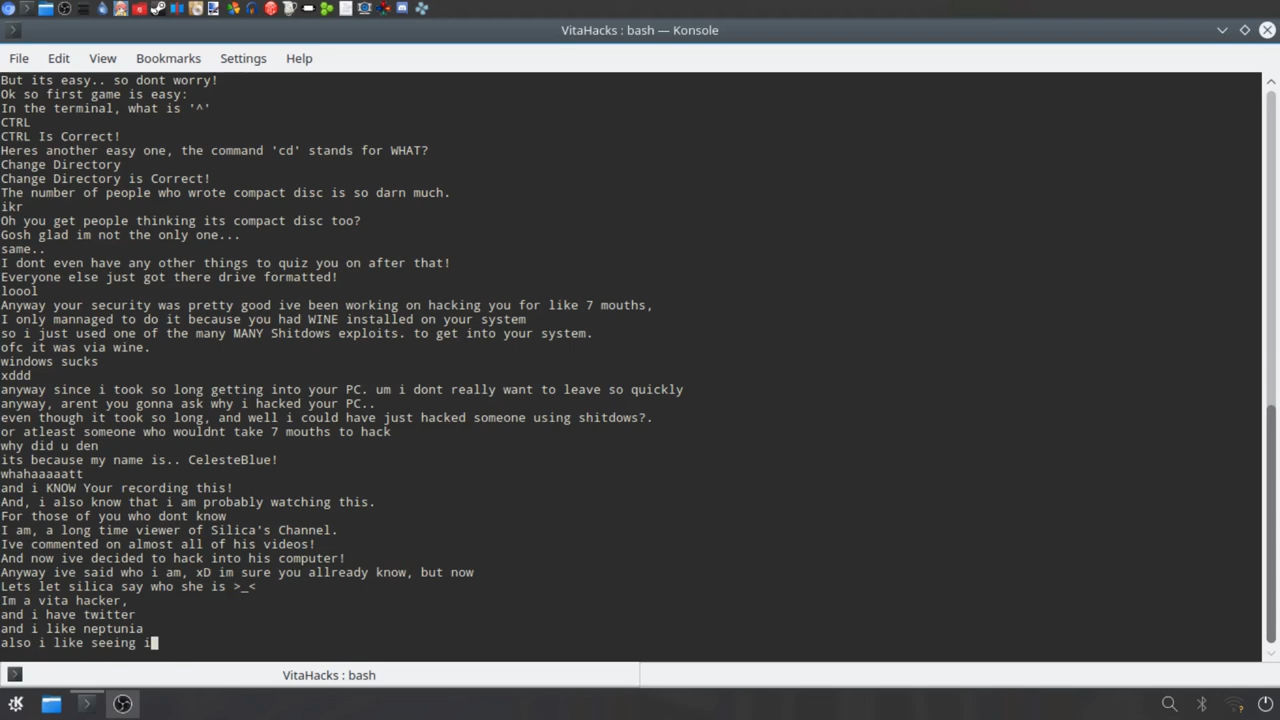 VitaHacks : bash — Konsole
File Edit View Bookmarks Settings Help
But its easy.. so dont worry!
Ok so first game is easy:
In the terminal, what is '^'
CTRL
CTRL Is Correct!
Heres another easy one, the command 'cd' stands for WHAT?
Change Directory
Change Directory is Correct!
The number of people who wrote compact disc is so darn much.
ikr
Oh you get people thinking its compact disc too?
Gosh glad im not the only one...
same..
I dont even have any other things to quiz you on after that!
Everyone else just got there drive formatted!
loool
Anyway your security was pretty good ive been working on hacking you for like 7 mouths,
I only mannaged to do it because you had WINE installed on your system
so i just used one of the many MANY Shitdows exploits. to get into your system.
ofc it was via wine.
windows sucks
xddd
anyway since i took so long getting into your PC. um i dont really want to leave so quickly
anyway, arent you gonna ask why i hacked your PC..
even though it took so long, and well i could have just hacked someone using shitdows?.
or atleast someone who wouldnt take 7 mouths to hack
why did u den
its because my name is.. CelesteBlue!
whahaaaaatt
and i KNOW Your recording this!
And, i also know that i am probably watching this.
For those of you who dont know
I am, a long time viewer of Silica's Channel.
Ive commented on almost all of his videos!
And now ive decided to hack into his computer!
Anyway ive said who i am, xD im sure you allready know, but now
Lets let silica say who she is >_<
Im a vita hacker,
and i have twitter
and i like neptunia
also i like seeing i
VitaHacks : bash